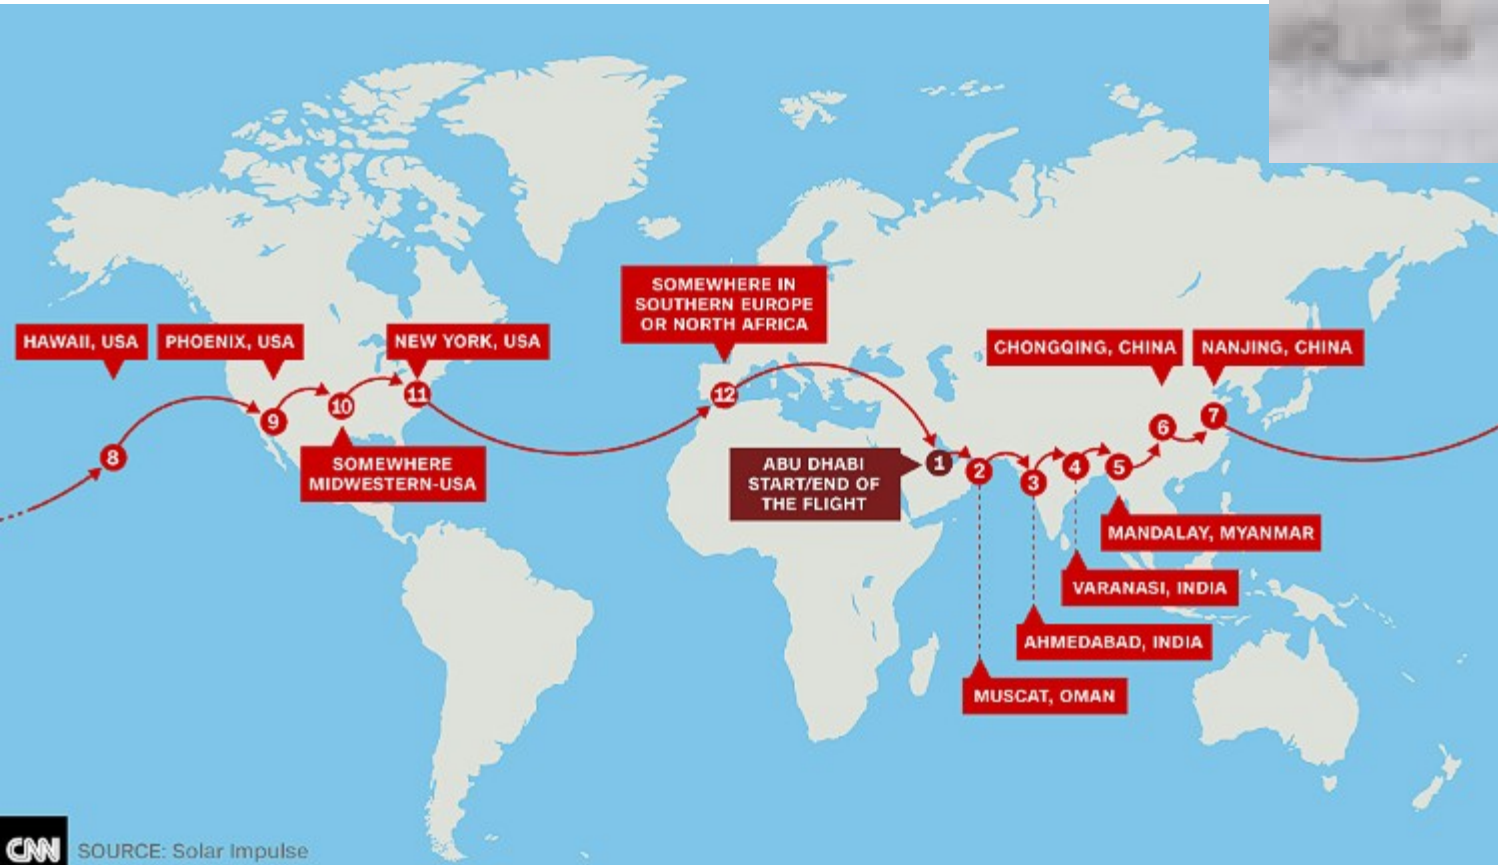 HAWAII, USA
PHOENIX, USA
NEW YORK, USA
SOMEWHERE IN
SOUTHERN EUROPE
OR NORTH AFRICA
CHONGQING, CHINA
NANJING, CHINA
8
9
10
11
12
1
2
3
4
5
6
7
SOMEWHERE
MIDWESTERN-USA
ABU DHABI
START/END OF
THE FLIGHT
MANDALAY, MYANMAR
VARANASI, INDIA
AHMEDABAD, INDIA
MUSCAT, OMAN
CNN
SOURCE: Solar Impulse